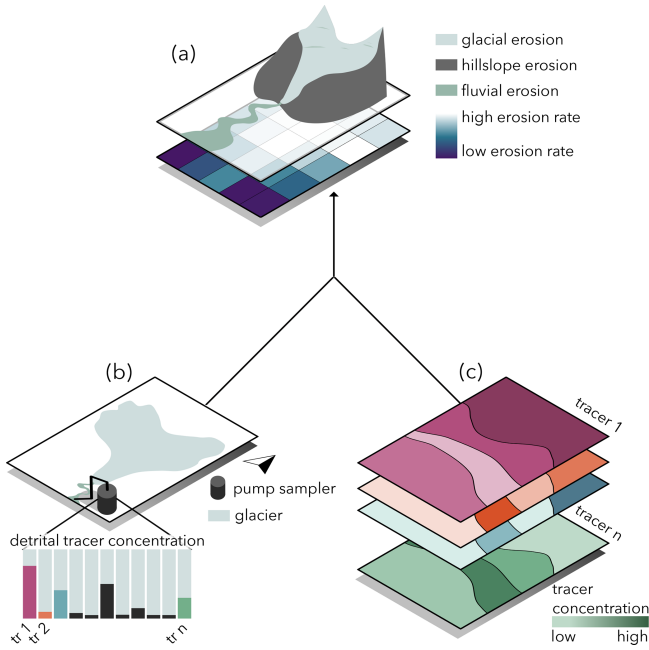 (a)
glacial erosion
hillslope erosion
fluvial erosion
high erosion rate
low erosion rate
(b)
(c)
tracer 1
pump sampler
glacier
tracer n
detrital tracer concentration
tr 1
tr 2
tr n
tracer
concentration
low high